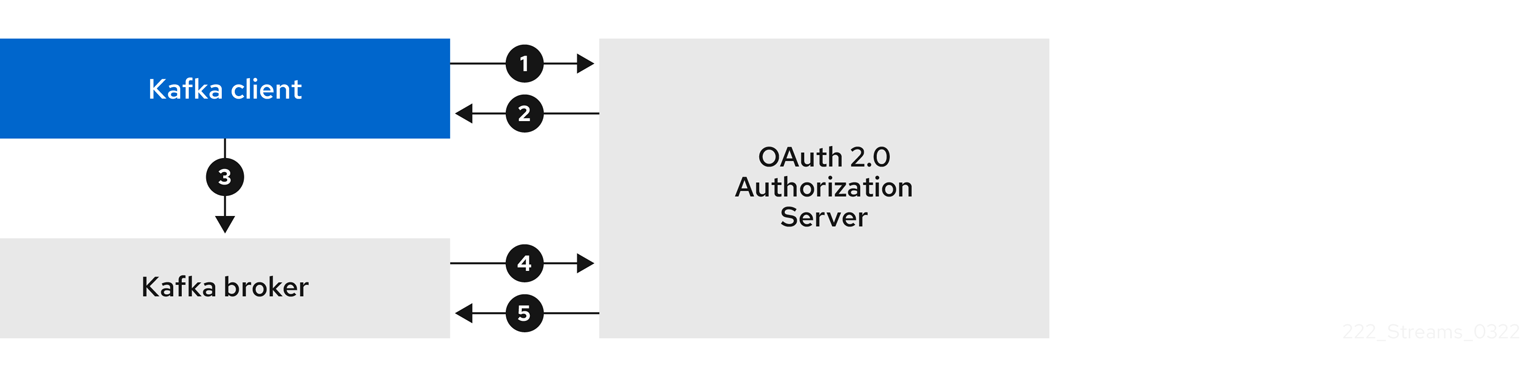 Kafka client
1
2
3
OAuth 2.0
Authorization
Server
Kafka broker
4
5
222_Streams_0322